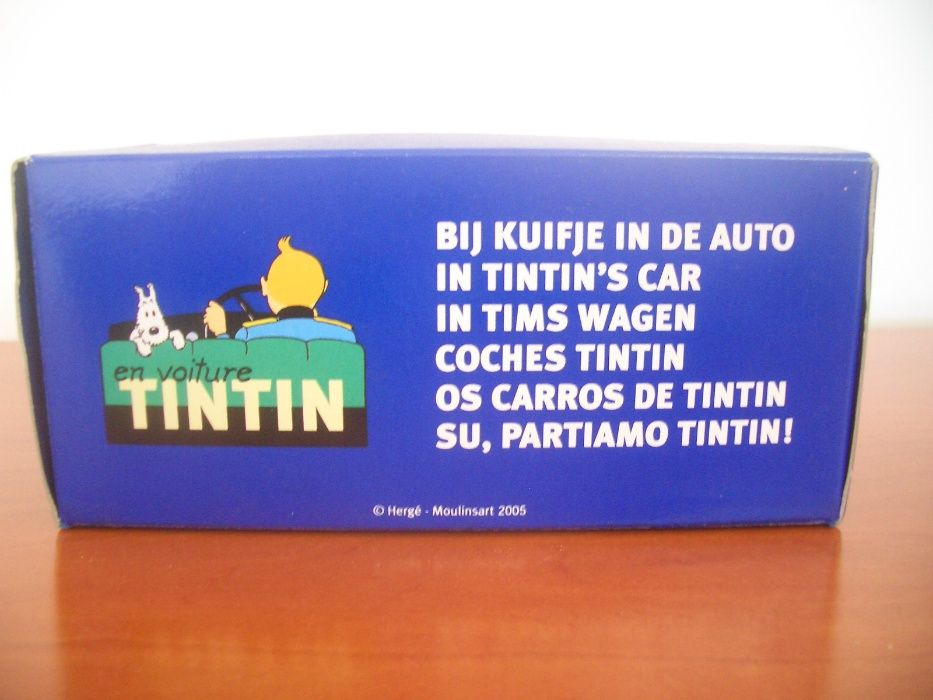 en voiture
TINTIN
BIJ KUIFJE IN DE AUTO
IN TINTIN'S CAR
IN TIMS WAGEN
COCHES TINTIN
OS CARROS DE TINTIN
SU, PARTIAMO TINTIN!
© Hergé - Moulinsart 2005